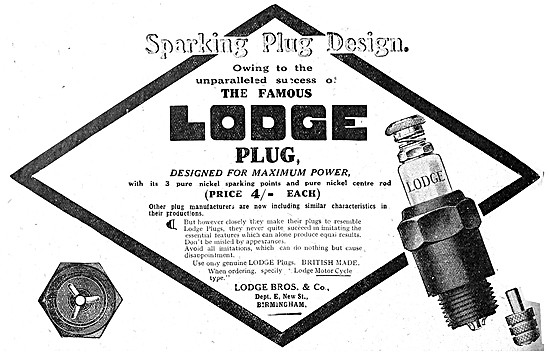 Sparking Plug Design.
Owing to the
unparalleled success of
THE FAMOUS
LODGE
PLUG,
DESIGNED FOR MAXIMUM POWER,
with its 3 pure nickel sparking points and pure nickel centre rod
(PRICE 4/- EACH)
Other plug manufacturers are now including similar characteristics in
their productions.
But however closely they make their plugs to resemble
Lodge Plugs, they never quite succeed in imitating the
essential features which can alone produce equal results.
Don't be misled by appearances.
Avoid all imitations, which can do nothing but cause
disappointment.
Use only genuine LODGE Plugs. BRITISH MADE.
When ordering, specify "Lodge Motor Cycle
type."
LODGE BROS. & Co.,
Dept. E, New St.,
BIRMINGHAM.
LODGE